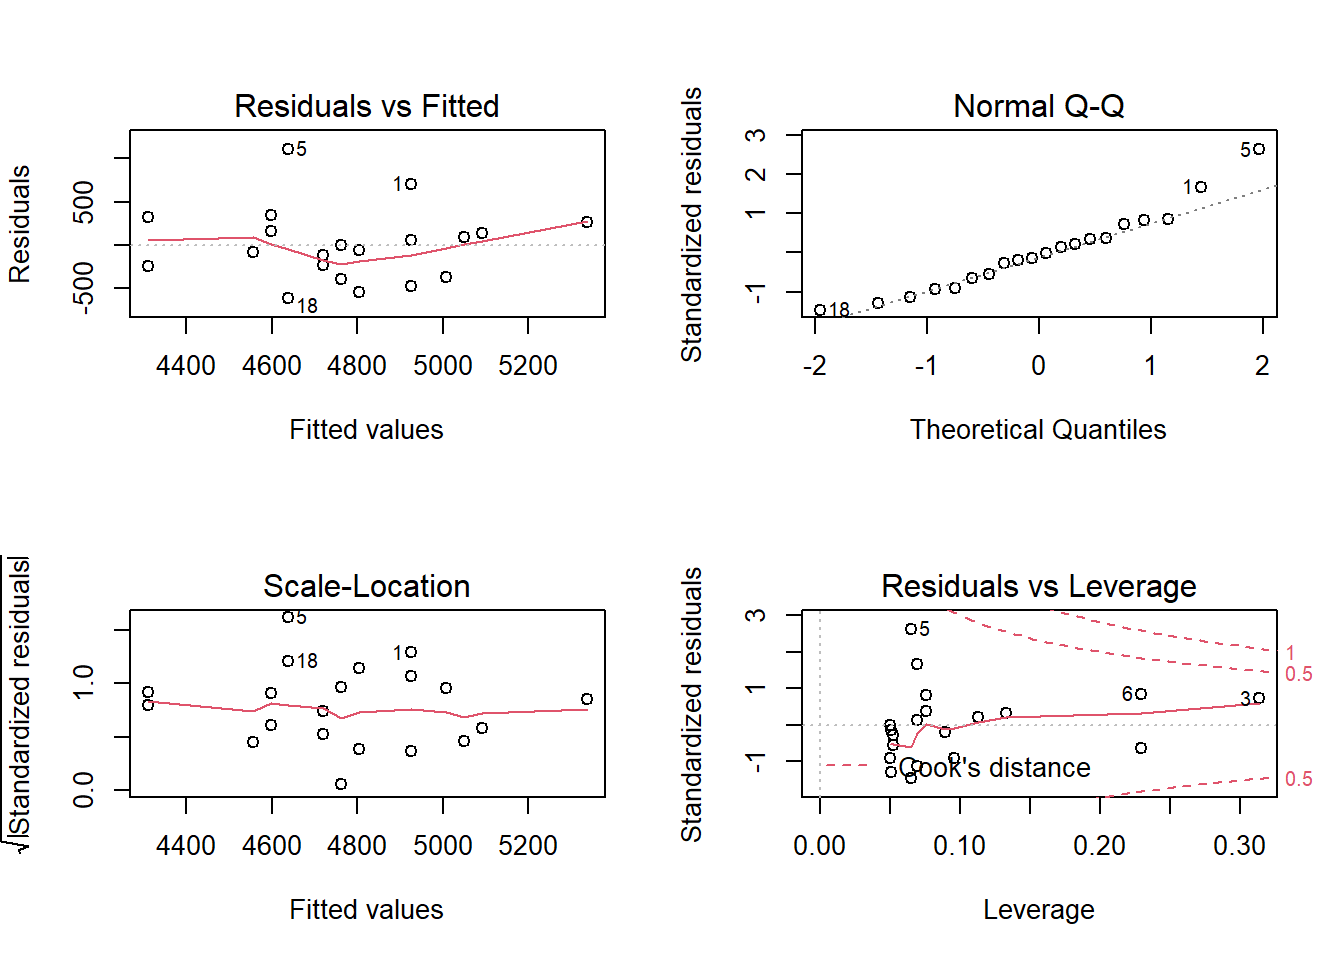 Residuals vs Fitted
Residuals
500
-500
5
1
18
4400 4600 4800 5000 5200
Fitted values
Normal Q-Q
Standardized residuals
3
2
1
-1
5
1
18
-2 -1 0 1 2
Theoretical Quantiles
Scale-Location
√|Standardized residuals|
1.0
0.0
5
18
1
4400 4600 4800 5000 5200
Fitted values
Residuals vs Leverage
Standardized residuals
3
1
-1
5
6
3
1
0.5
0.5
Cook's distance
0.00 0.10 0.20 0.30
Leverage